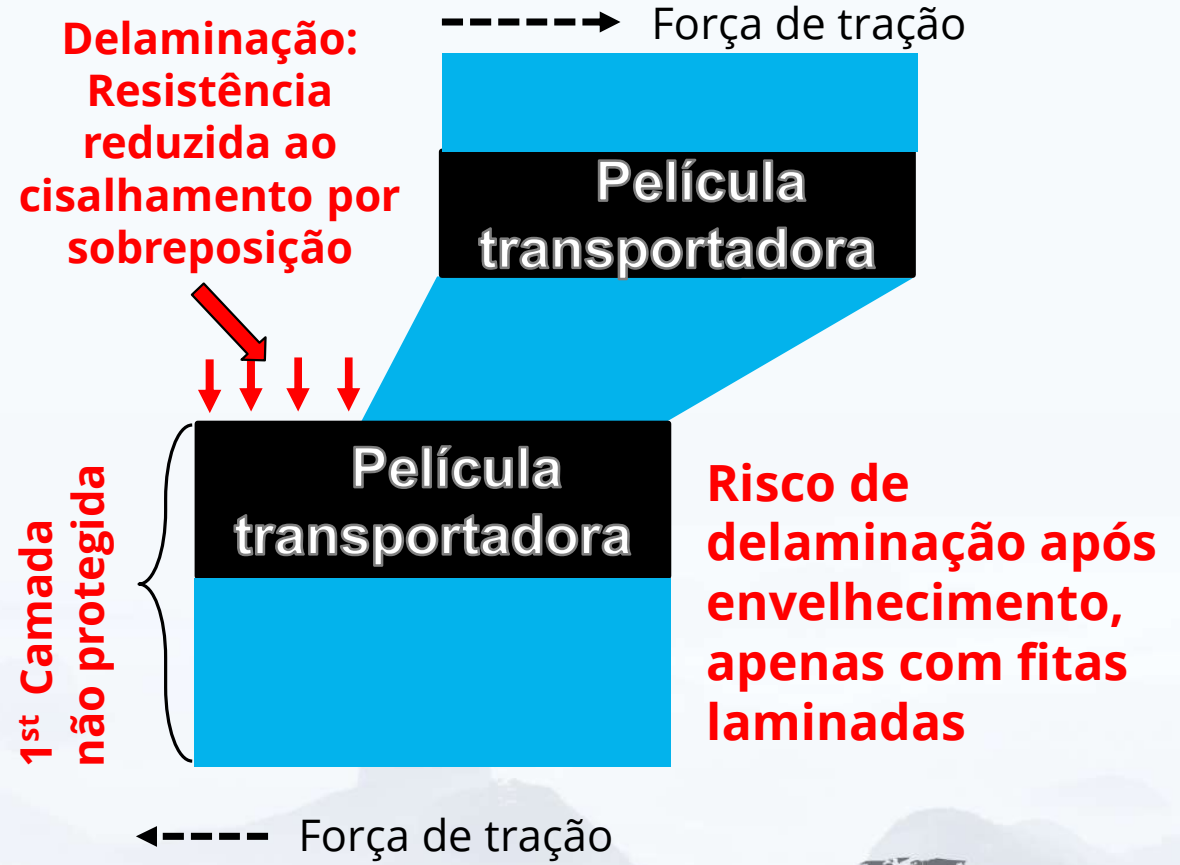 Força de tração
Delaminação:
Resistência
reduzida ao
cisalhamento por
sobreposição
Película
transportadora
Película
transportadora
1st Camada
não protegida
Risco de
delaminação após
envelhecimento,
apenas com fitas
laminadas
Força de tração